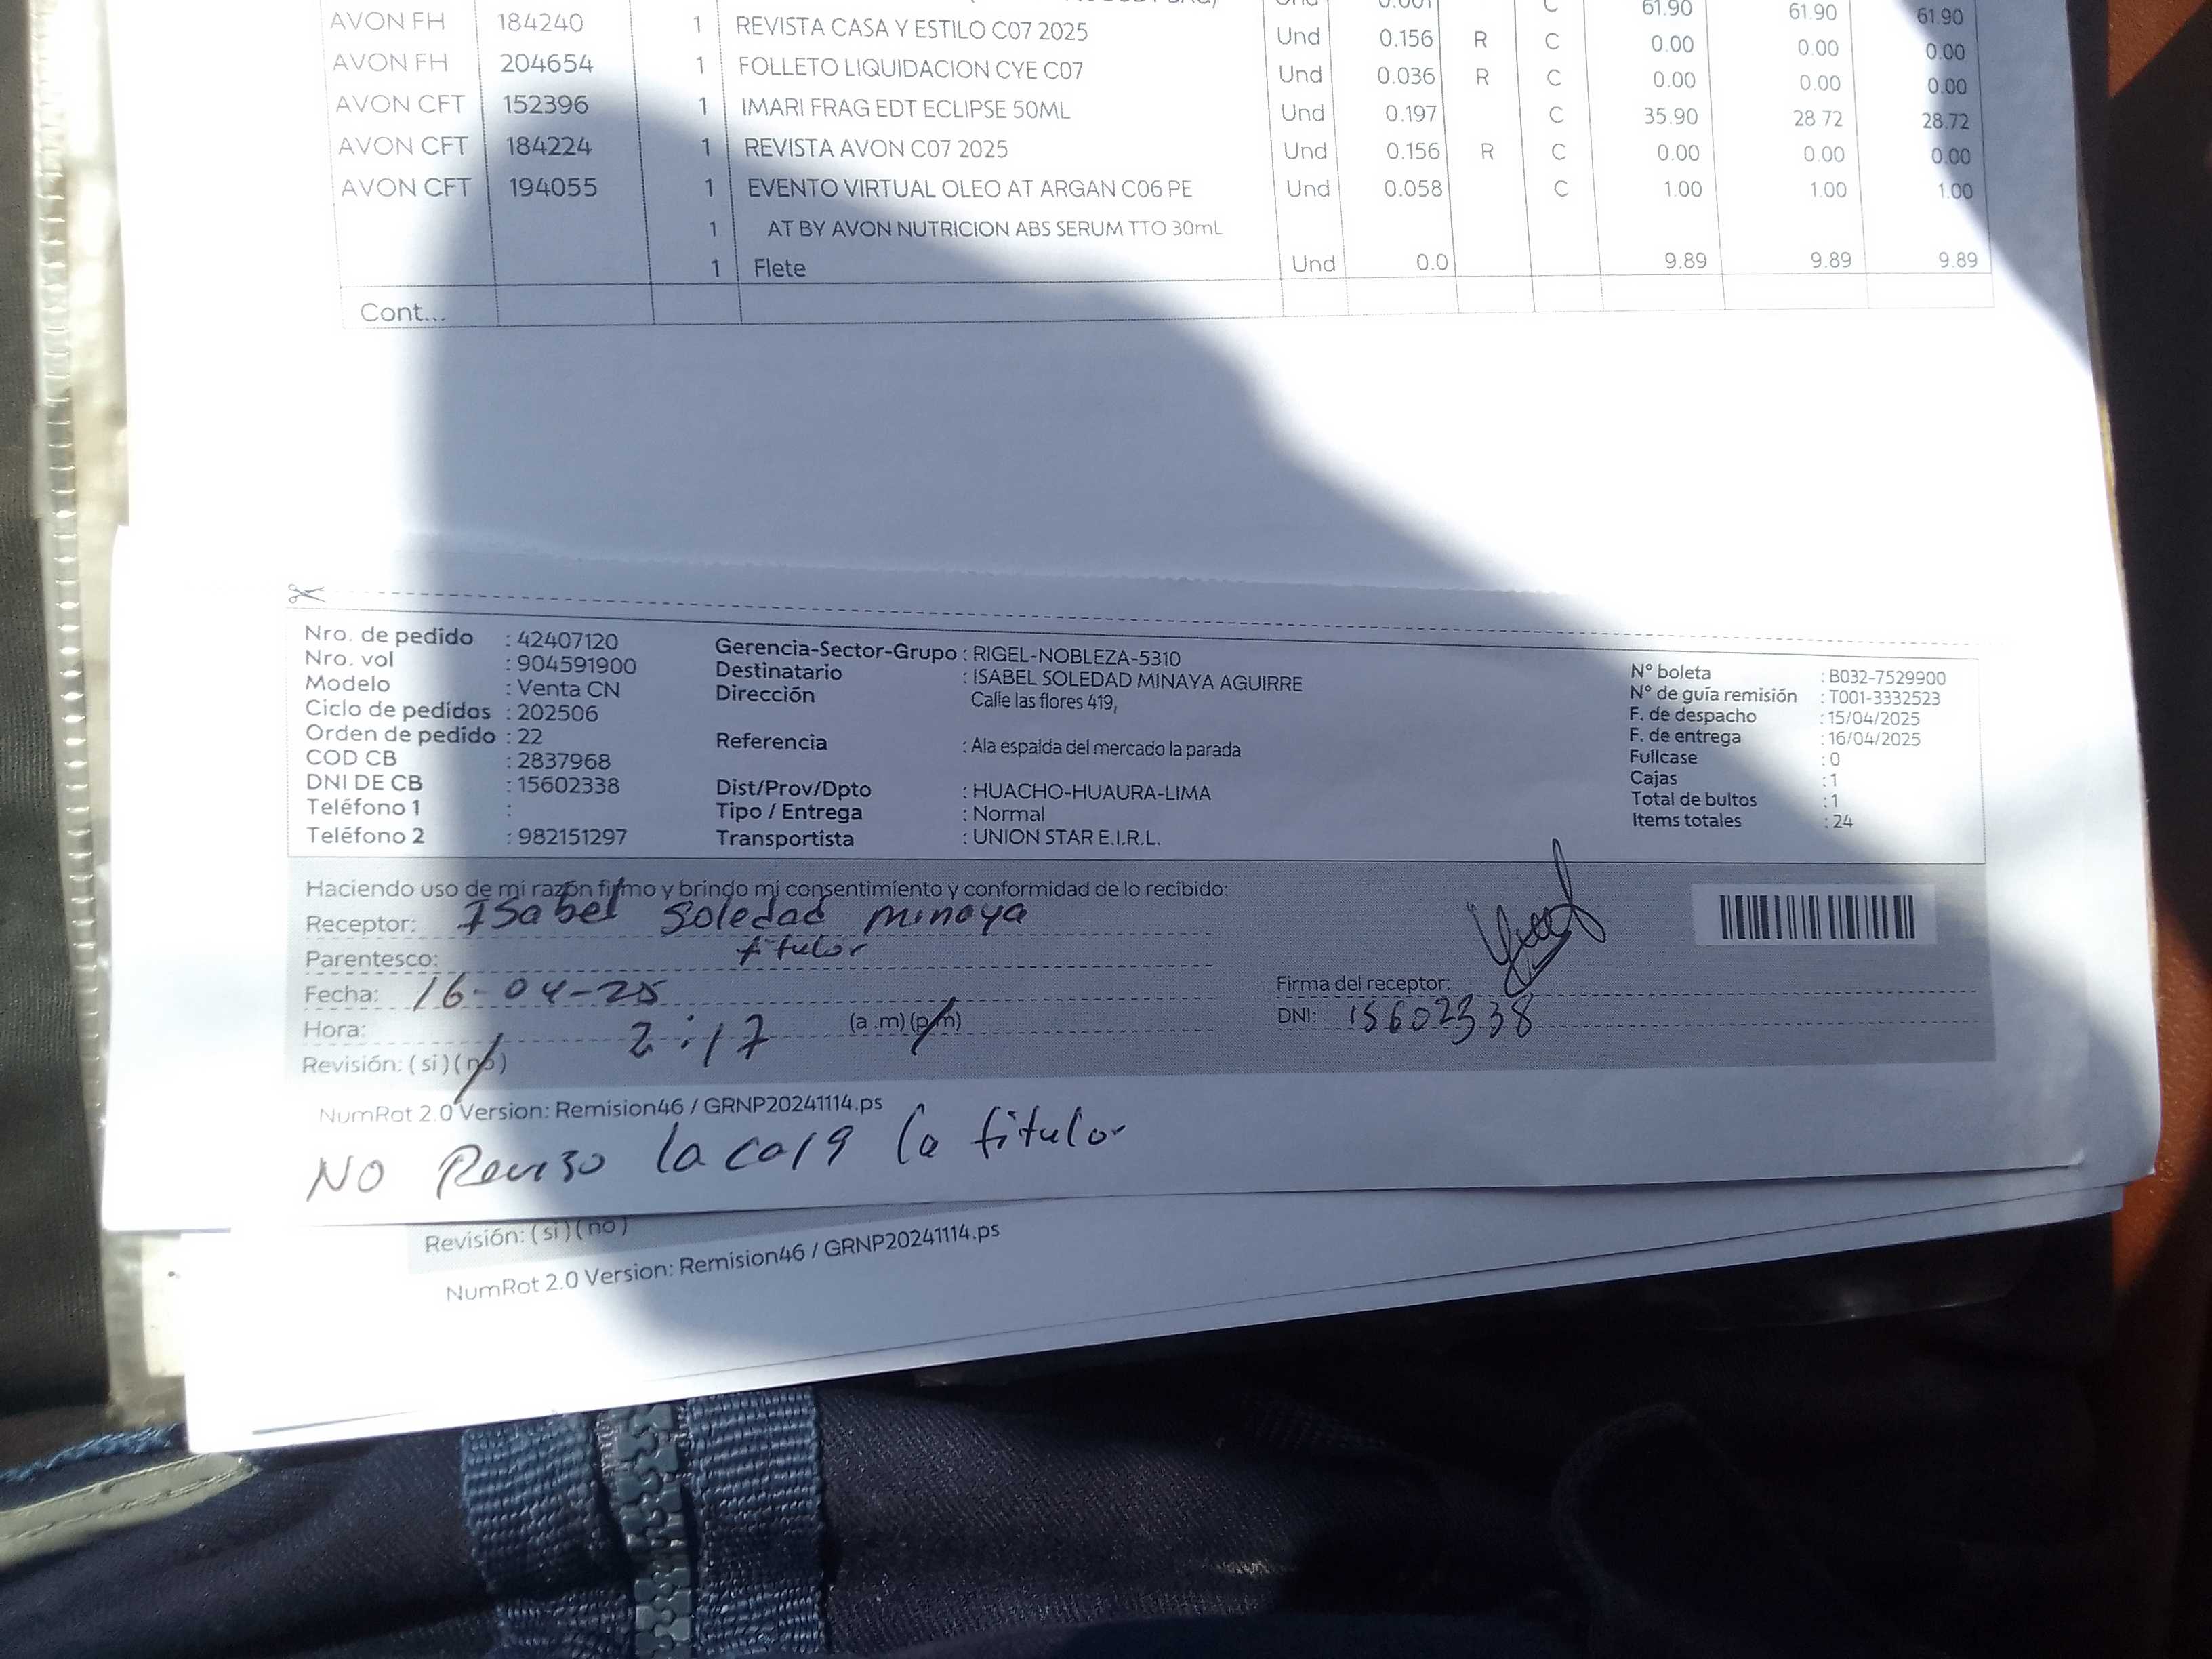 61.90 61.90 61.90
AVON FH 184240 1 REVISTA CASA Y ESTILO C07 2025 Und 0.156 R C 0.00 0.00 0.00
AVON FH 204654 1 FOLLETO LIQUIDACION CYE C07 Und 0.036 R C 0.00 0.00 0.00
AVON CFT 152396 1 IMARI FRAG EDT ECLIPSE 50ML Und 0.197 C 35.90 28.72 28.72
AVON CFT 184224 1 REVISTA AVON C07 2025 Und 0.156 R C 0.00 0.00 0.00
AVON CFT 194055 1 EVENTO VIRTUAL OLEO AT ARGAN C06 PE Und 0.058 C 1.00 1.00 1.00
1 AT BY AVON NUTRICION ABS SERUM TTO 30mL
1 Flete Und 0.0 9.89 9.89 9.89
Cont...
Nro. de pedido : 42407120 Gerencia-Sector-Grupo : RIGEL-NOBLEZA-5310 N° boleta : B032-7529900
Nro. vol : 904591900 Destinatario : ISABEL SOLEDAD MINAYA AGUIRRE N° de guía remisión : T001-3332523
Modelo : Venta CN Dirección Calle las flores 419, F. de despacho : 15/04/2025
Ciclo de pedidos : 202506 F. de entrega : 16/04/2025
Orden de pedido : 22 Referencia : Ala espalda del mercado la parada Fullcase : 0
COD CB : 2837968 Cajas : 1
DNI DE CB : 15602338 Dist/Prov/Dpto : HUACHO-HUAURA-LIMA Total de bultos : 1
Teléfono 1 : Tipo / Entrega : Normal Items totales : 24
Teléfono 2 : 982151297 Transportista : UNION STAR E.I.R.L.
Haciendo uso de mi razón firmo y brindo mi consentimiento y conformidad de lo recibido:
Receptor: Isabel Soledad minaya
Parentesco: titular
Fecha: 16-04-25 Firma del receptor:
Hora: 2:17 (a .m) (p.m) DNI: 15602338
Revisión: ( si ) ( no )
NumRot 2.0 Version: Remision46 / GRNP20241114.ps
NO Reviso la caja la titular
Revisión: ( si ) ( no )
NumRot 2.0 Version: Remision46 / GRNP20241114.ps